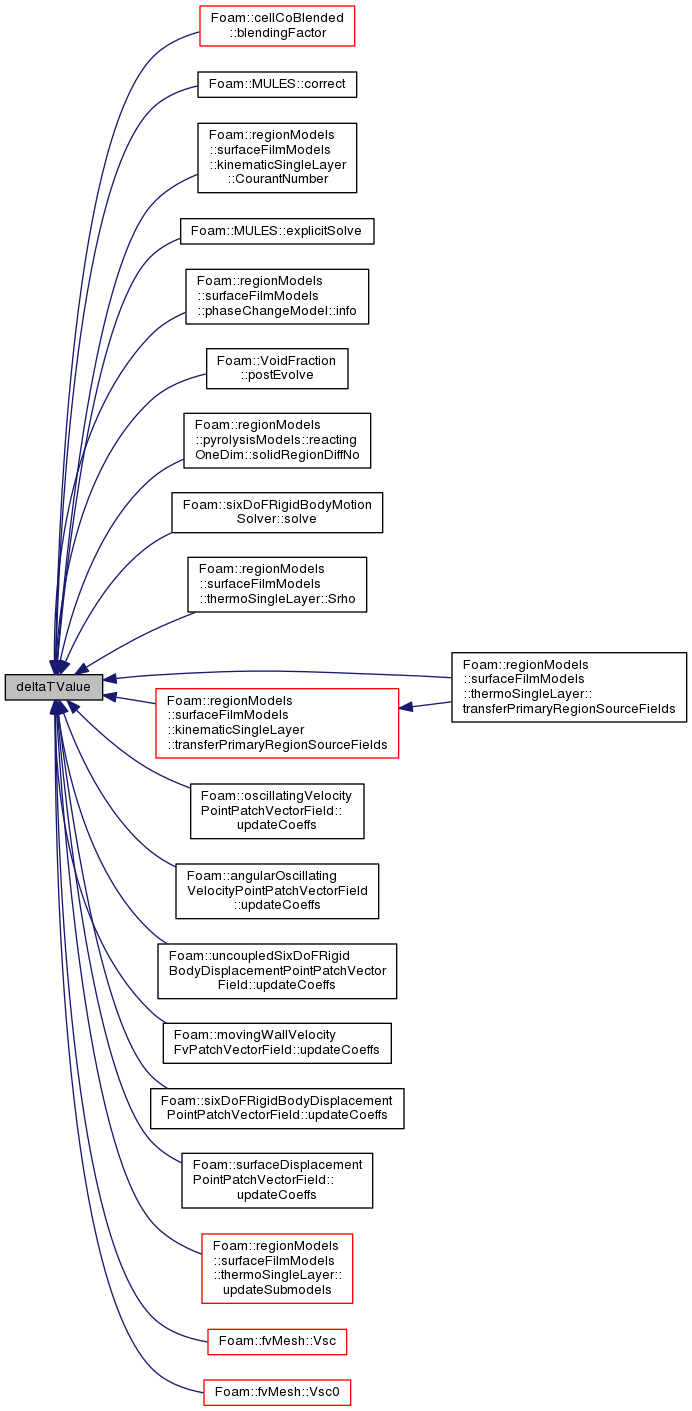 Foam::cellCoBlended
::blendingFactor
Foam::MULES::correct
Foam::regionModels
::surfaceFilmModels
::kinematicSingleLayer
::CourantNumber
Foam::MULES::explicitSolve
Foam::regionModels
::surfaceFilmModels
::phaseChangeModel::info
Foam::VoidFraction
::postEvolve
Foam::regionModels
::pyrolysisModels::reacting
OneDim::solidRegionDiffNo
Foam::sixDoFRigidBodyMotion
Solver::solve
Foam::regionModels
::surfaceFilmModels
::thermoSingleLayer::Srho
deltaTValue
Foam::regionModels
::surfaceFilmModels
::thermoSingleLayer::
transferPrimaryRegionSourceFields
Foam::regionModels
::surfaceFilmModels
::kinematicSingleLayer
::transferPrimaryRegionSourceFields
Foam::oscillatingVelocity
PointPatchVectorField::
updateCoeffs
Foam::angularOscillating
VelocityPointPatchVectorField
::updateCoeffs
Foam::uncoupledSixDoFRigid
BodyDisplacementPointPatchVector
Field::updateCoeffs
Foam::movingWallVelocity
FvPatchVectorField::updateCoeffs
Foam::sixDoFRigidBodyDisplacement
PointPatchVectorField::updateCoeffs
Foam::surfaceDisplacement
PointPatchVectorField::
updateCoeffs
Foam::regionModels
::surfaceFilmModels
::thermoSingleLayer::
updateSubmodels
Foam::fvMesh::Vsc
Foam::fvMesh::Vsc0